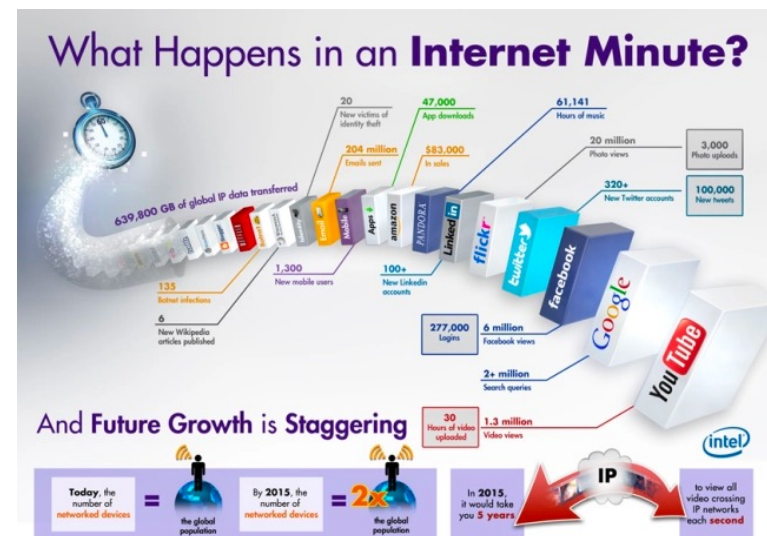 What Happens in an Internet Minute?
20
New victims of
identity theft
47,000
App downloads
61,141
Hours of music
204 million
Emails sent
$83,000
In sales
20 million
Photo views
3,000
Photo uploads
320+
New Twitter accounts
100,000
New tweets
639,800 GB of global IP data transferred
Email
Mobile
Apps
amazon
PANDORA
Linked in
flickr
twitter
facebook
Google
YouTube
135
Botnet infections
6
New Wikipedia
articles published
1,300
New mobile users
100+
New Linkedin
accounts
277,000
Logins
6 million
Facebook views
2+ million
Search queries
30
Hours of video
uploaded
1.3 million
Video views
And Future Growth is Staggering
intel
Today, the
number of
networked devices
=
the global
population
By 2015, the
number of
networked devices
=
2x
the global
population
In 2015,
it would take
you 5 years
IP
to view all
video crossing
IP networks
each second